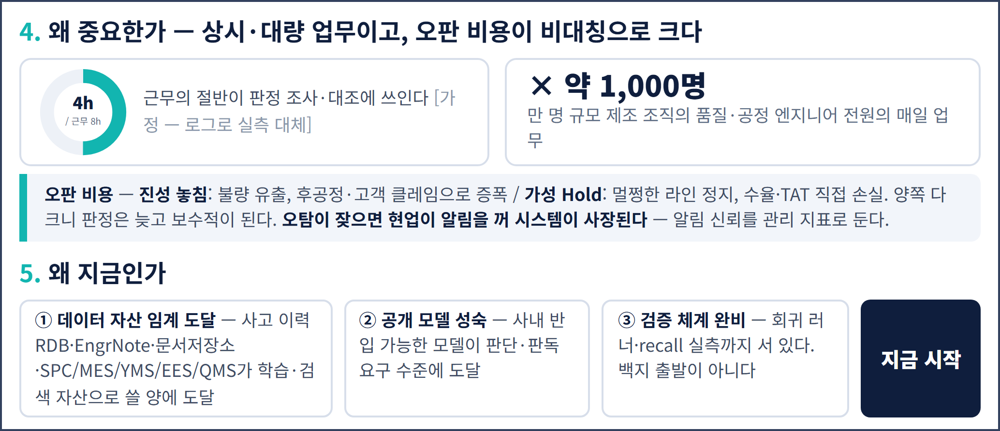 4. 왜 중요한가 — 상시·대량 업무이고, 오판 비용이 비대칭으로 크다
4h
/ 근무 8h
근무의 절반이 판정 조사·대조에 쓰인다 [가
정 — 로그로 실측 대체]
× 약 1,000명
만 명 규모 제조 조직의 품질·공정 엔지니어 전원의 매일 업
무
오판 비용 — 진성 놓침: 불량 유출, 후공정·고객 클레임으로 증폭 / 가성 Hold: 멀쩡한 라인 정지, 수율·TAT 직접 손실. 양쪽 다
크니 판정은 늦고 보수적이 된다. 오탐이 잦으면 현업이 알림을 꺼 시스템이 사장된다 — 알림 신뢰를 관리 지표로 둔다.
5. 왜 지금인가
① 데이터 자산 임계 도달 — 사고 이력
RDB·EngrNote·문서저장소
·SPC/MES/YMS/EES/QMS가 학습·검
색 자산으로 쓸 양에 도달
② 공개 모델 성숙 — 사내 반
입 가능한 모델이 판단·판독
요구 수준에 도달
③ 검증 체계 완비 — 회귀 러
너·recall 실측까지 서 있다.
백지 출발이 아니다
지금 시작